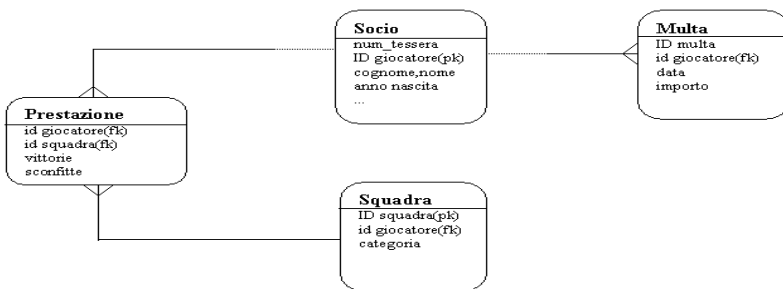 Socio
num_tessera
ID giocatore(pk)
cognome,nome
anno nascita
...
Multa
ID multa
id giocatore(fk)
data
importo
Prestazione
id giocatore(fk)
id squadra(fk)
vittorie
sconfitte
Squadra
ID squadra(pk)
id giocatore(fk)
categoria